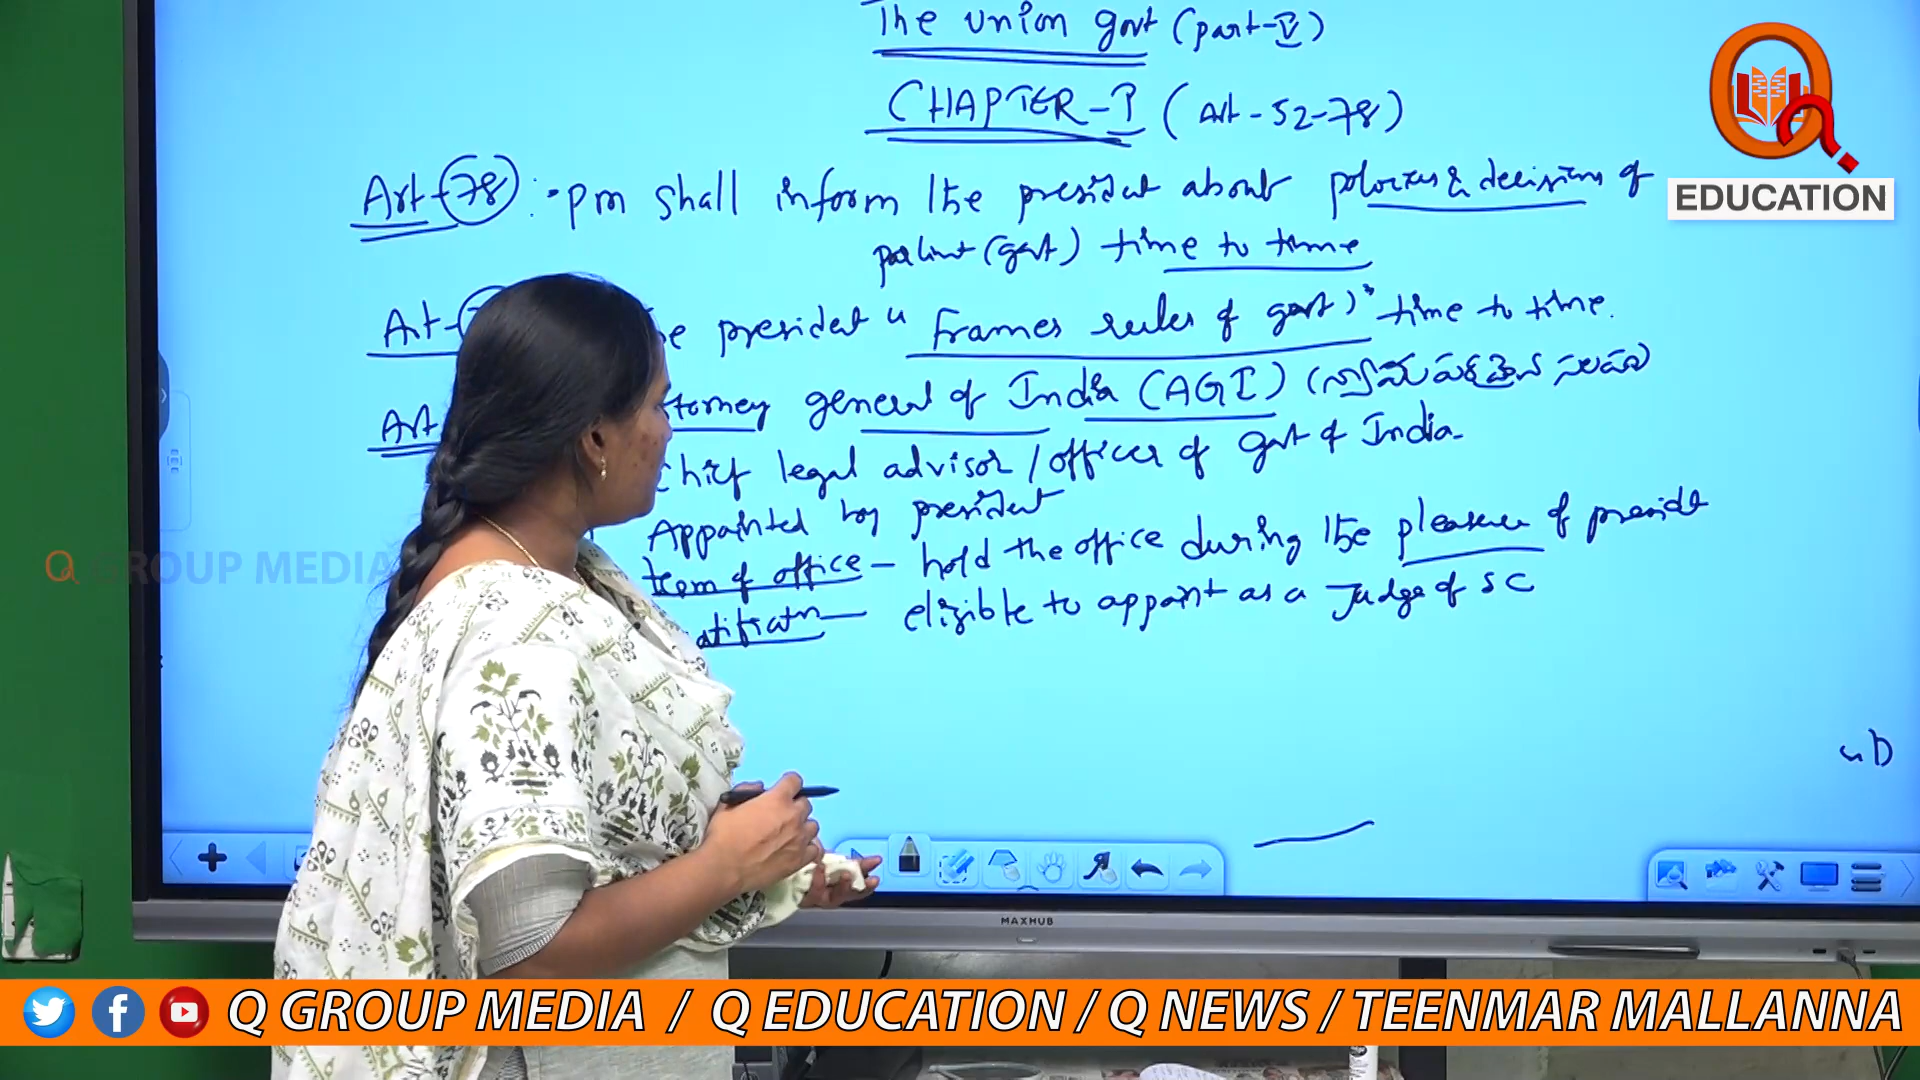 The union govt (part-V)
CHAPTER-I (Art-52-78)
Art-78 :- pm shall inform the president about policies & decisions of
(govt) time to time
Art- president "Frames rules of govt)" time to time.
Art general of India (AGI) (న్యాయ
chief legal advisor/officer of govt of India
Appointed by president
term of office - hold the office during the pleasure of president
eligible to appoint as a Judge of SC
Q EDUCATION
Q GROUP MEDIA
MAXHUB
Q GROUP MEDIA / Q EDUCATION / Q NEWS / TEENMAR MALLANNA